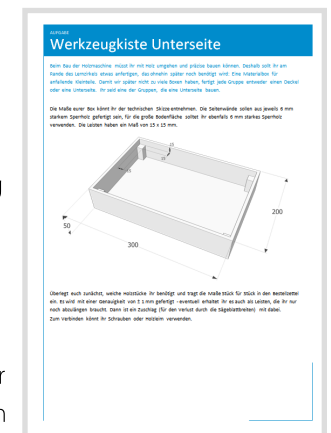 AUFGABE
Werkzeugkiste Unterseite
Beim Bau der Holzmaschine müsst ihr mit Holz umgehen und präzise bauen können. Deshalb sollt ihr am
Rande des Lernzirkels etwas anfertigen, das ohnehin später noch benötigt wird: Eine Materialbox für
anfallende Kleinteile. Damit wir später nicht zu viele Boxen haben, fertigt jede Gruppe entweder einen Deckel
oder eine Unterseite. Ihr seid eine der Gruppen, die eine Unterseite bauen.
Die Maße eurer Box könnt ihr der technischen Skizze entnehmen. Die Seitenwände sollen aus jeweils 6 mm
starkem Sperrholz gefertigt sein, für die große Bodenfläche solltet ihr ebenfalls 6 mm starkes Sperrholz
verwenden. Die Leisten haben ein Maß von 15 x 15 mm.
15
15
50
300
200
Überlegt euch zunächst, welche Holzstücke ihr benötigt und tragt die Maße Stück für Stück in den Bestellzettel
ein. Es wird mit einer Genauigkeit von ± 1 mm gefertigt - eventuell erhaltet ihr es auch als Leisten, die ihr nur
noch ablängen braucht. Dann ist ein Zuschlag (für den Verlust durch die Sägeblattbreiten) mit dabei.
Zum Verbinden könnt ihr Schrauben oder Holzleim verwenden.
r
n